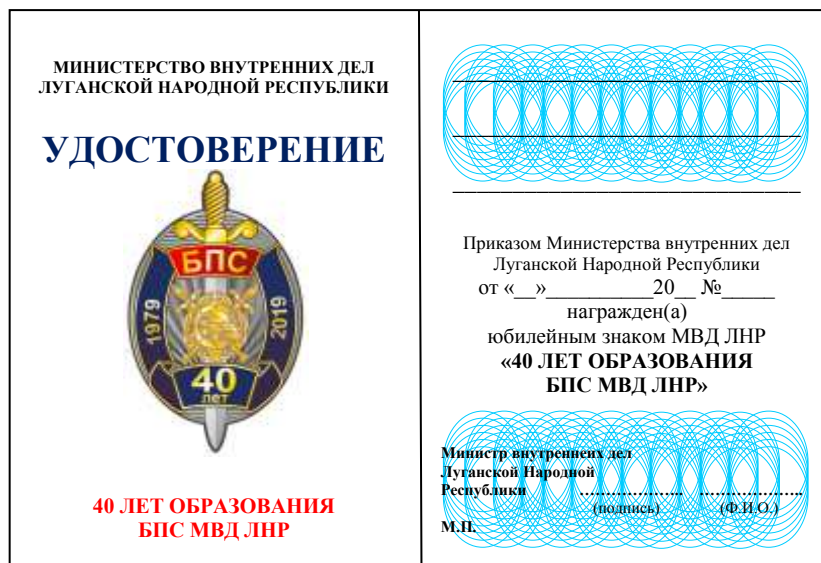 МИНИСТЕРСТВО ВНУТРЕННИХ ДЕЛ
ЛУГАНСКОЙ НАРОДНОЙ РЕСПУБЛИКИ
УДОСТОВЕРЕНИЕ
БПС
1979
2019
40
лет
40 ЛЕТ ОБРАЗОВАНИЯ
БПС МВД ЛНР
Приказом Министерства внутренних дел
Луганской Народной Республики
от «__»__________20__ №_____
награжден(а)
юбилейным знаком МВД ЛНР
«40 ЛЕТ ОБРАЗОВАНИЯ
БПС МВД ЛНР»
Министр внутреннеих дел
Луганской Народной
Республики ………………. ………………..
(подпись) (Ф.И.О.)
М.П.